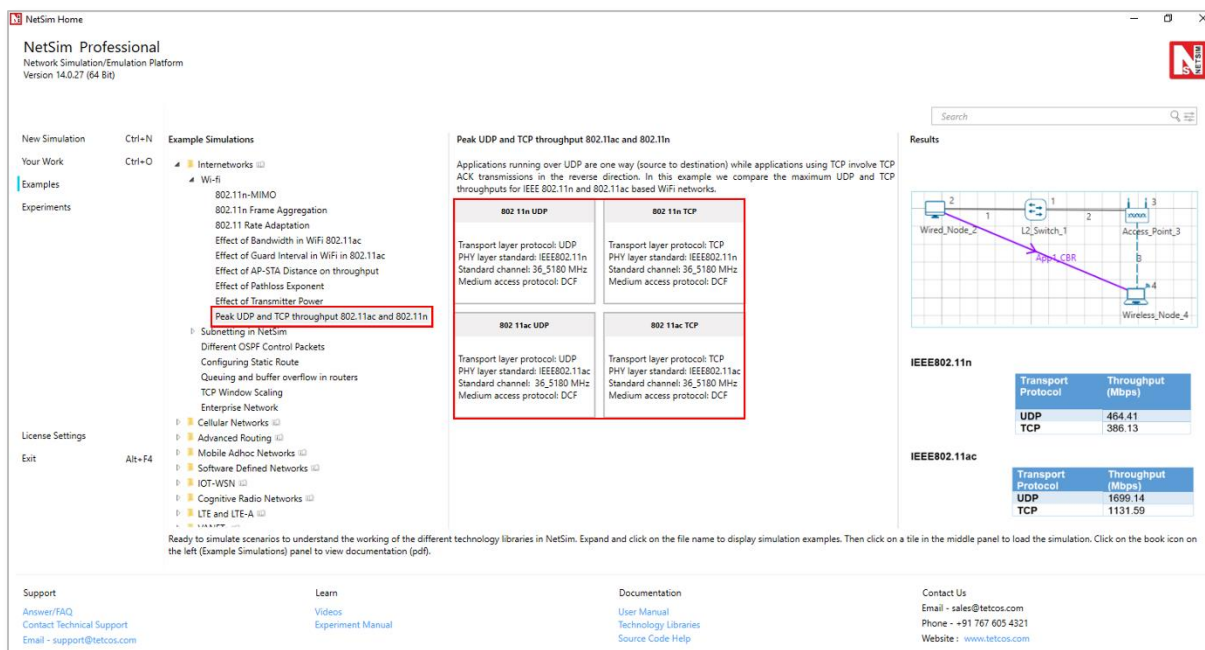 NetSim Home
NetSim Professional
Network Simulation/Emulation Platform
Version 14.0.27 (64 Bit)
NETSIM
Search
New Simulation Ctrl+N
Your Work Ctrl+O
Examples
Experiments
License Settings
Exit Alt+F4
Example Simulations
Internetworks
Wi-fi
802.11n-MIMO
802.11n Frame Aggregation
802.11 Rate Adaptation
Effect of Bandwidth in WiFi 802.11ac
Effect of Guard Interval in WiFi in 802.11ac
Effect of AP-STA Distance on throughput
Effect of Pathloss Exponent
Effect of Transmitter Power
Peak UDP and TCP throughput 802.11ac and 802.11n
Subnetting in NetSim
Different OSPF Control Packets
Configuring Static Route
Queuing and buffer overflow in routers
TCP Window Scaling
Enterprise Network
Cellular Networks
Advanced Routing
Mobile Adhoc Networks
Software Defined Networks
IOT-WSN
Cognitive Radio Networks
LTE and LTE-A
Peak UDP and TCP throughput 802.11ac and 802.11n
Applications running over UDP are one way (source to destination) while applications using TCP involve TCP
ACK transmissions in the reverse direction. In this example we compare the maximum UDP and TCP
throughputs for IEEE 802.11n and 802.11ac based WiFi networks.
802 11n UDP
Transport layer protocol: UDP
PHY layer standard: IEEE802.11n
Standard channel: 36_5180 MHz
Medium access protocol: DCF
802 11n TCP
Transport layer protocol: TCP
PHY layer standard: IEEE802.11n
Standard channel: 36_5180 MHz
Medium access protocol: DCF
802 11ac UDP
Transport layer protocol: UDP
PHY layer standard: IEEE802.11ac
Standard channel: 36_5180 MHz
Medium access protocol: DCF
802 11ac TCP
Transport layer protocol: TCP
PHY layer standard: IEEE802.11ac
Standard channel: 36_5180 MHz
Medium access protocol: DCF
Results
2 1 3
1 2
Wired_Node_2 L2_Switch_1 Access_Point_3
App1_CBR 3
4
Wireless_Node_4
IEEE802.11n
Transport Protocol Throughput (Mbps)
UDP 464.41
TCP 386.13
IEEE802.11ac
Transport Protocol Throughput (Mbps)
UDP 1699.14
TCP 1131.59
Ready to simulate scenarios to understand the working of the different technology libraries in NetSim. Expand and click on the file name to display simulation examples. Then click on a tile in the middle panel to load the simulation. Click on the book icon on
the left (Example Simulations) panel to view documentation (pdf).
Support
Answer/FAQ
Contact Technical Support
Email - support@tetcos.com
Learn
Videos
Experiment Manual
Documentation
User Manual
Technology Libraries
Source Code Help
Contact Us
Email - sales@tetcos.com
Phone - +91 767 605 4321
Website : www.tetcos.com